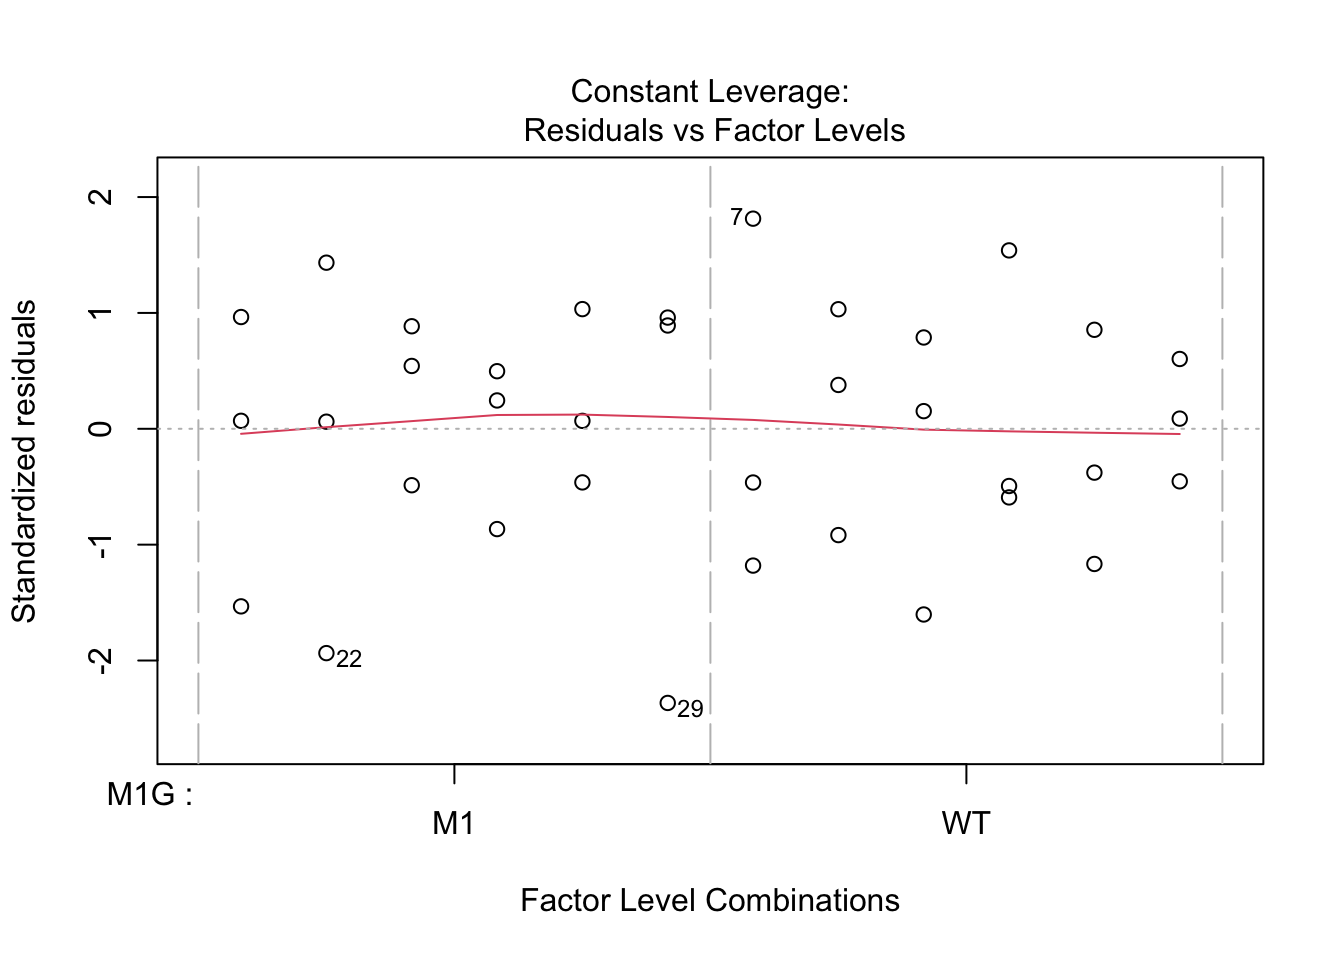 Constant Leverage:
Residuals vs Factor Levels
Standardized residuals
2
1
0
-1
-2
7
22
29
M1G :
M1
WT
Factor Level Combinations